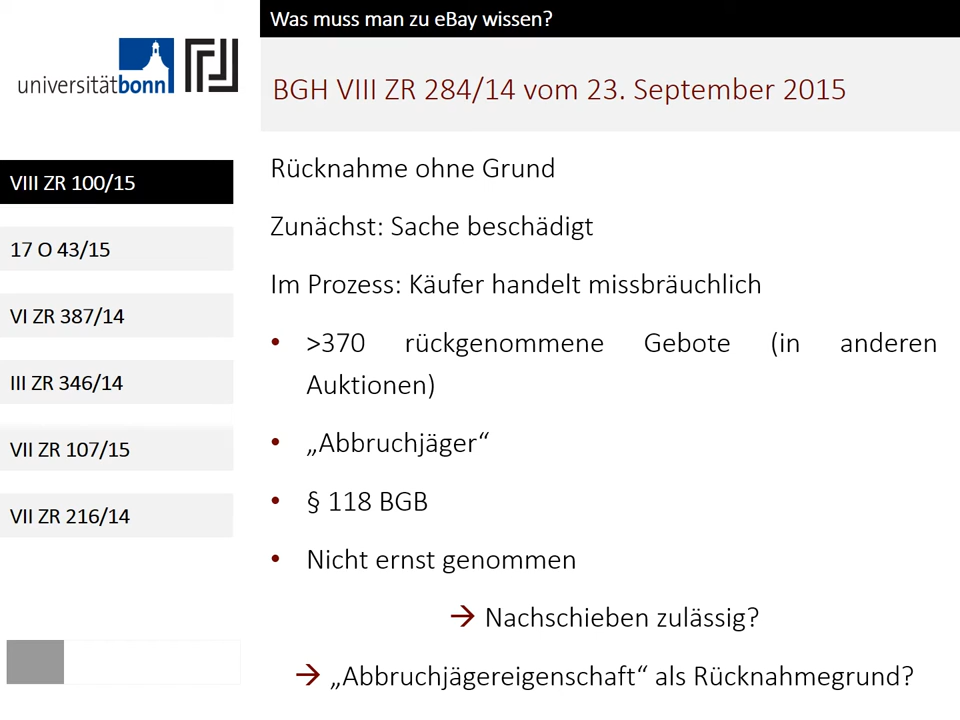 Was muss man zu eBay wissen?
universitätbonn
BGH VIII ZR 284/14 vom 23. September 2015
VIII ZR 100/15
17 O 43/15
VI ZR 387/14
III ZR 346/14
VII ZR 107/15
VII ZR 216/14
Rücknahme ohne Grund
Zunächst: Sache beschädigt
Im Prozess: Käufer handelt missbräuchlich
• >370 rückgenommene Gebote (in anderen
Auktionen)
• „Abbruchjäger“
• § 118 BGB
• Nicht ernst genommen
→ Nachschieben zulässig?
→ „Abbruchjägereigenschaft“ als Rücknahmegrund?